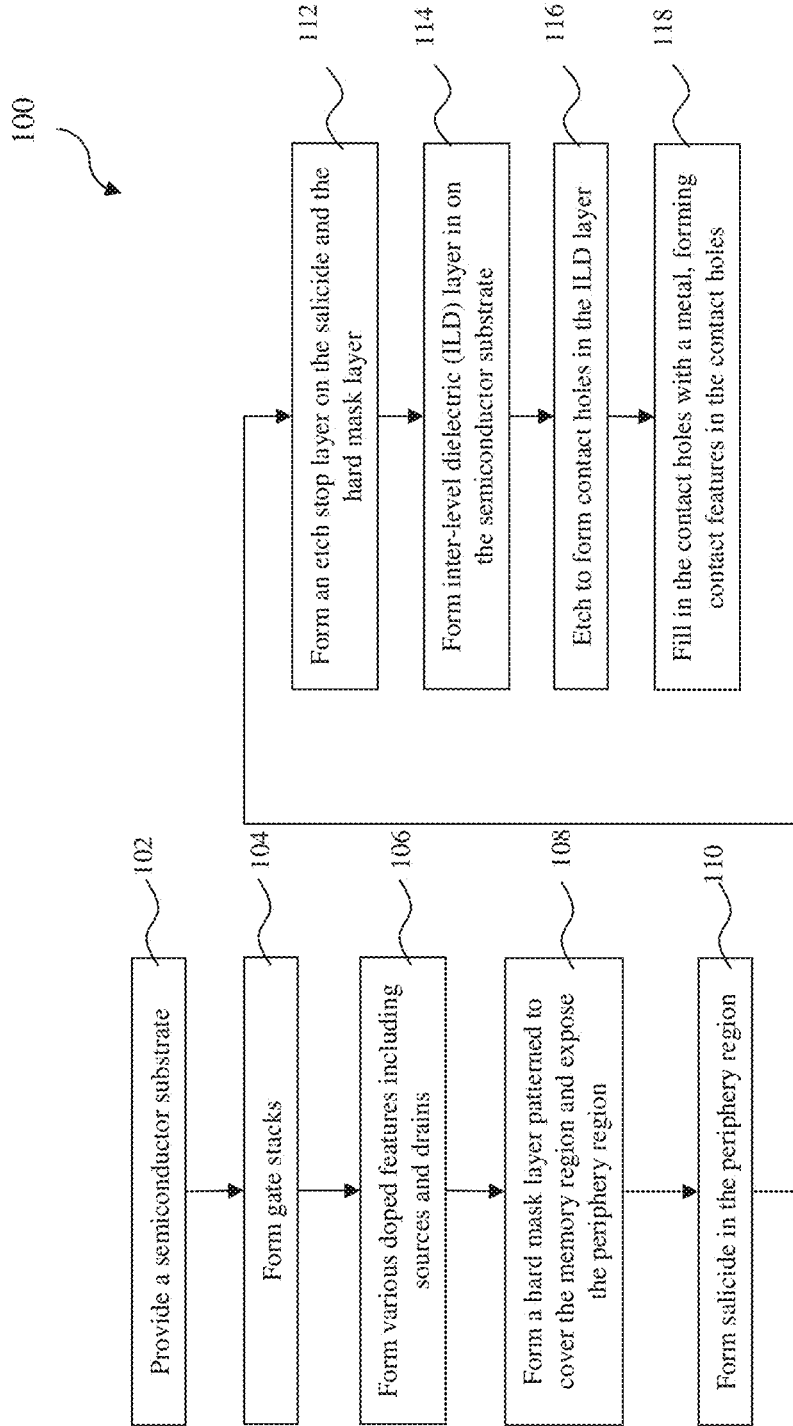 100
Provide a semiconductor substrate
102
Form gate stacks
104
Form various doped features including
sources and drains
106
Form a hard mask layer patterned to
cover the memory region and expose
the periphery region
108
Form salicide in the periphery region
110
Form an etch stop layer on the salicide and the
hard mask layer
112
Form inter-level dielectric (ILD) layer in on
the semiconductor substrate
114
Etch to form contact holes in the ILD layer
116
Fill in the contact holes with a metal, forming
contact features in the contact holes
118